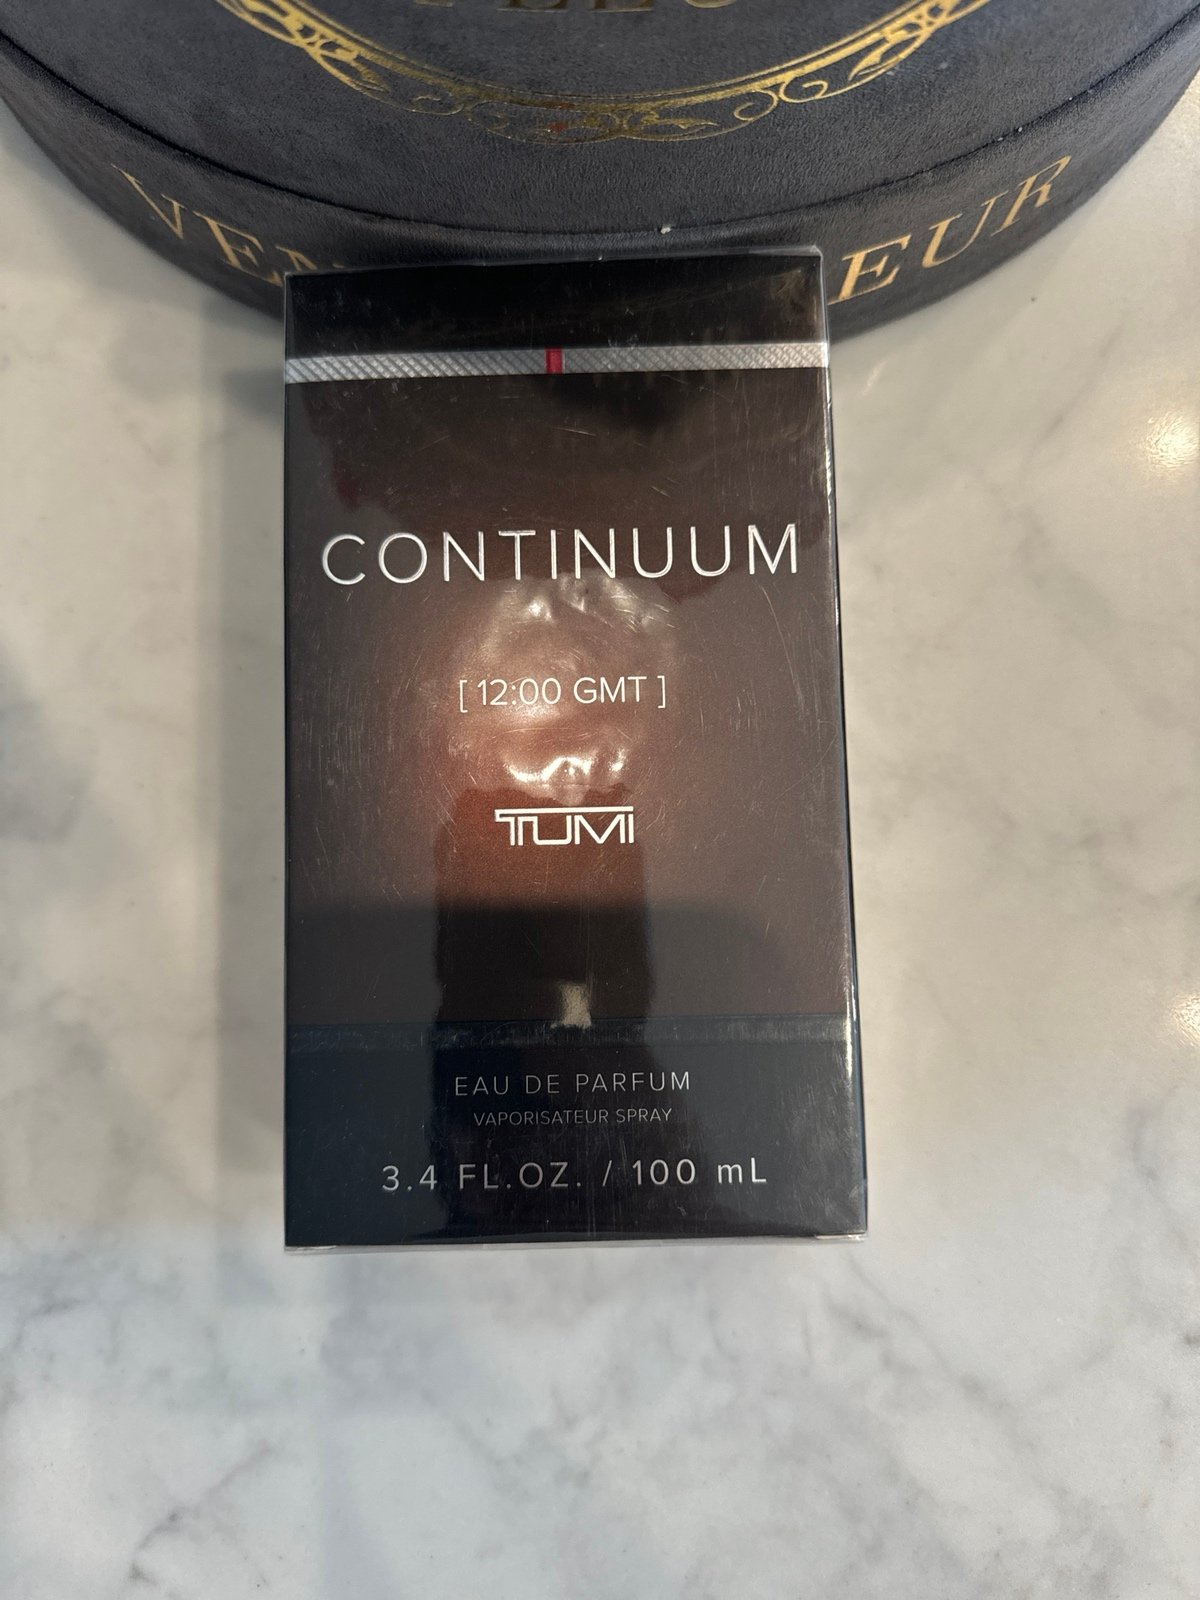 CONTINUUM
[ 12:00 GMT ]
TUMI
EAU DE PARFUM
VAPORISATEUR SPRAY
3.4 FL.OZ. / 100 mL